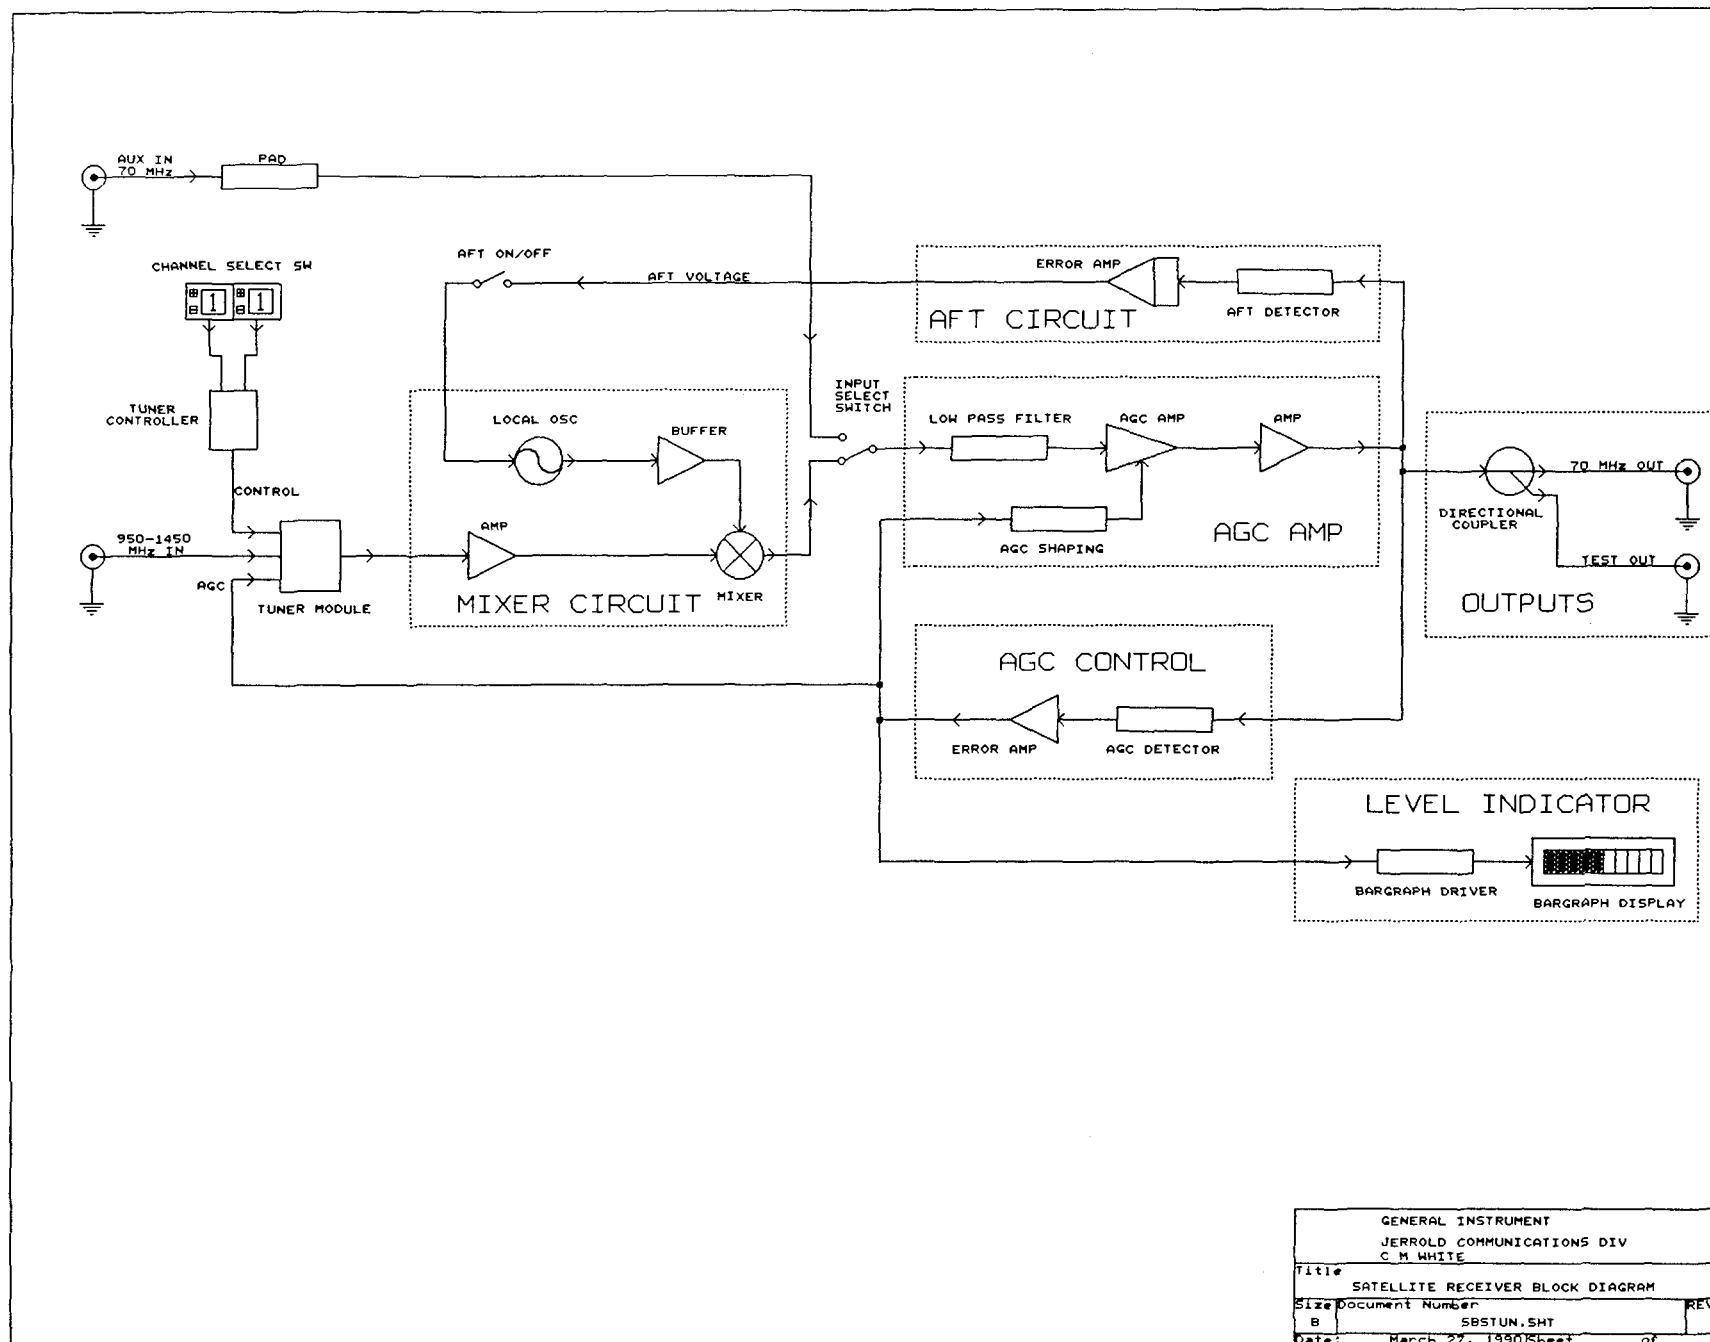 AUX IN
70 MHz
PAD
AFT ON/OFF
CHANNEL SELECT SW
1 1
AFT VOLTAGE
ERROR AMP
AFT DETECTOR
AFT CIRCUIT
TUNER
CONTROLLER
LOCAL OSC
BUFFER
INPUT
SELECT
SWITCH
LOW PASS FILTER
AGC AMP
AMP
CONTROL
950-1450
MHz IN
AGC
TUNER MODULE
AMP
MIXER
MIXER CIRCUIT
AGC SHAPING
AGC AMP
70 MHz OUT
DIRECTIONAL
COUPLER
TEST OUT
OUTPUTS
AGC CONTROL
ERROR AMP
AGC DETECTOR
LEVEL INDICATOR
BARGRAPH DRIVER
BARGRAPH DISPLAY
GENERAL INSTRUMENT
JERROLD COMMUNICATIONS DIV
C M WHITE
Title
SATELLITE RECEIVER BLOCK DIAGRAM
Size Document Number REV
B SBSTUN.SHT
Date: March 27, 1990 Sheet of